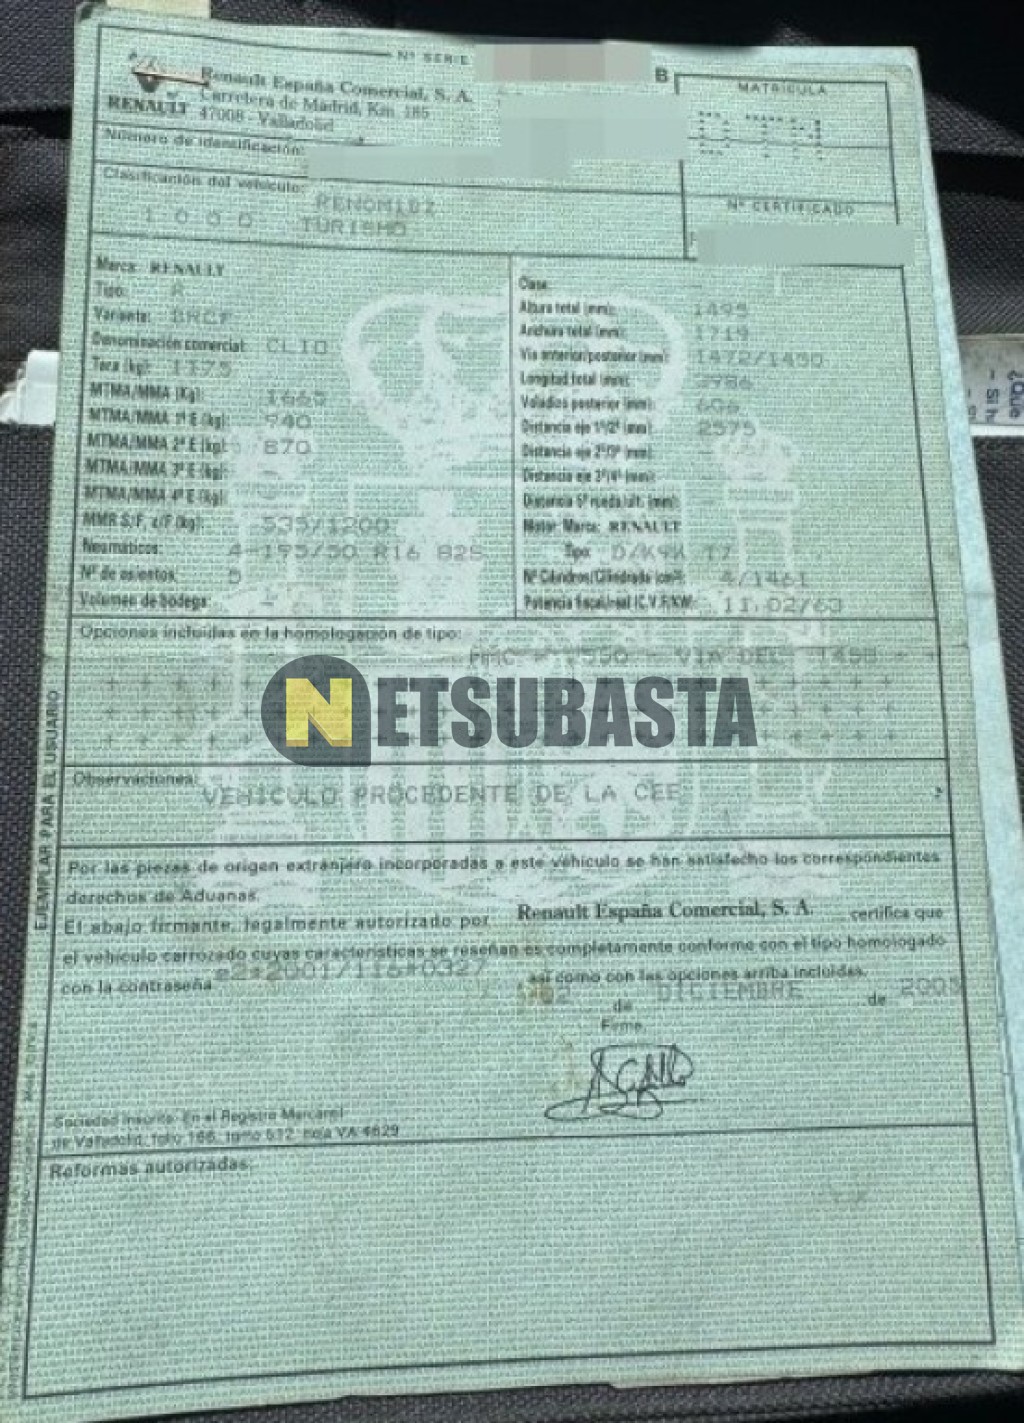 Nº SERIE
B
MATRICULA
RENAULT
Renault España Comercial, S. A.
Carretera de Madrid, Km. 185
47008 - Valladolid
Número de identificación:
Clasificación del vehículo:
1000 TURISMO
Nº CERTIFICADO
Marca: RENAULT
Tipo: R
Variante: BRCF
Denominación comercial: CLIO
Tara (kg): 1175
MTMA/MMA (Kg): 1665
MTMA/MMA 1º E (kg): 940
MTMA/MMA 2º E (kg): 870
MTMA/MMA 3º E (kg): -
MTMA/MMA 4º E (kg):
MMR S/F, c/F (kg): 535/1200
Neumáticos: 4-195/50 R16 82S
Nº de asientos: 5
Volumen de bodega: -
Clase:
Altura total (mm): 1495
Anchura total (mm): 1719
Vía anterior/posterior (mm): 1472/1450
Longitud total (mm): 3986
Voladizo posterior (mm): 606
Distancia eje 1º/2º (mm): 2575
Distancia eje 2º/3º (mm): -
Distancia eje 3º/4º (mm):
Distancia 5ª rueda/últ. (mm):
Motor: Marca: RENAULT
Tipo: D/K9K T7
Nº Cilindros/Cilindrada (cm³): 4/1461
Potencia fiscal/real (C.V.F/KW): 11.02/63
Opciones incluidas en la homologación de tipo:
NETSUBASTA
Observaciones:
VEHICULO PROCEDENTE DE LA CEE
Por las piezas de origen extranjero incorporadas a este vehículo se han satisfecho los correspondientes
derechos de Aduanas.
El abajo firmante, legalmente autorizado por Renault España Comercial, S. A. certifica que
el vehículo carrozado cuyas características se reseñan es completamente conforme con el tipo homologado
con la contraseña e2*2001/116*0327 así como con las opciones arriba incluidas.
02 de DICIEMBRE de 2005
Firma,
Sociedad inscrita: En el Registro Mercantil
de Valladolid, folio 166, tomo 512, hoja VA 4629
Reformas autorizadas:
EJEMPLAR PARA EL USUARIO